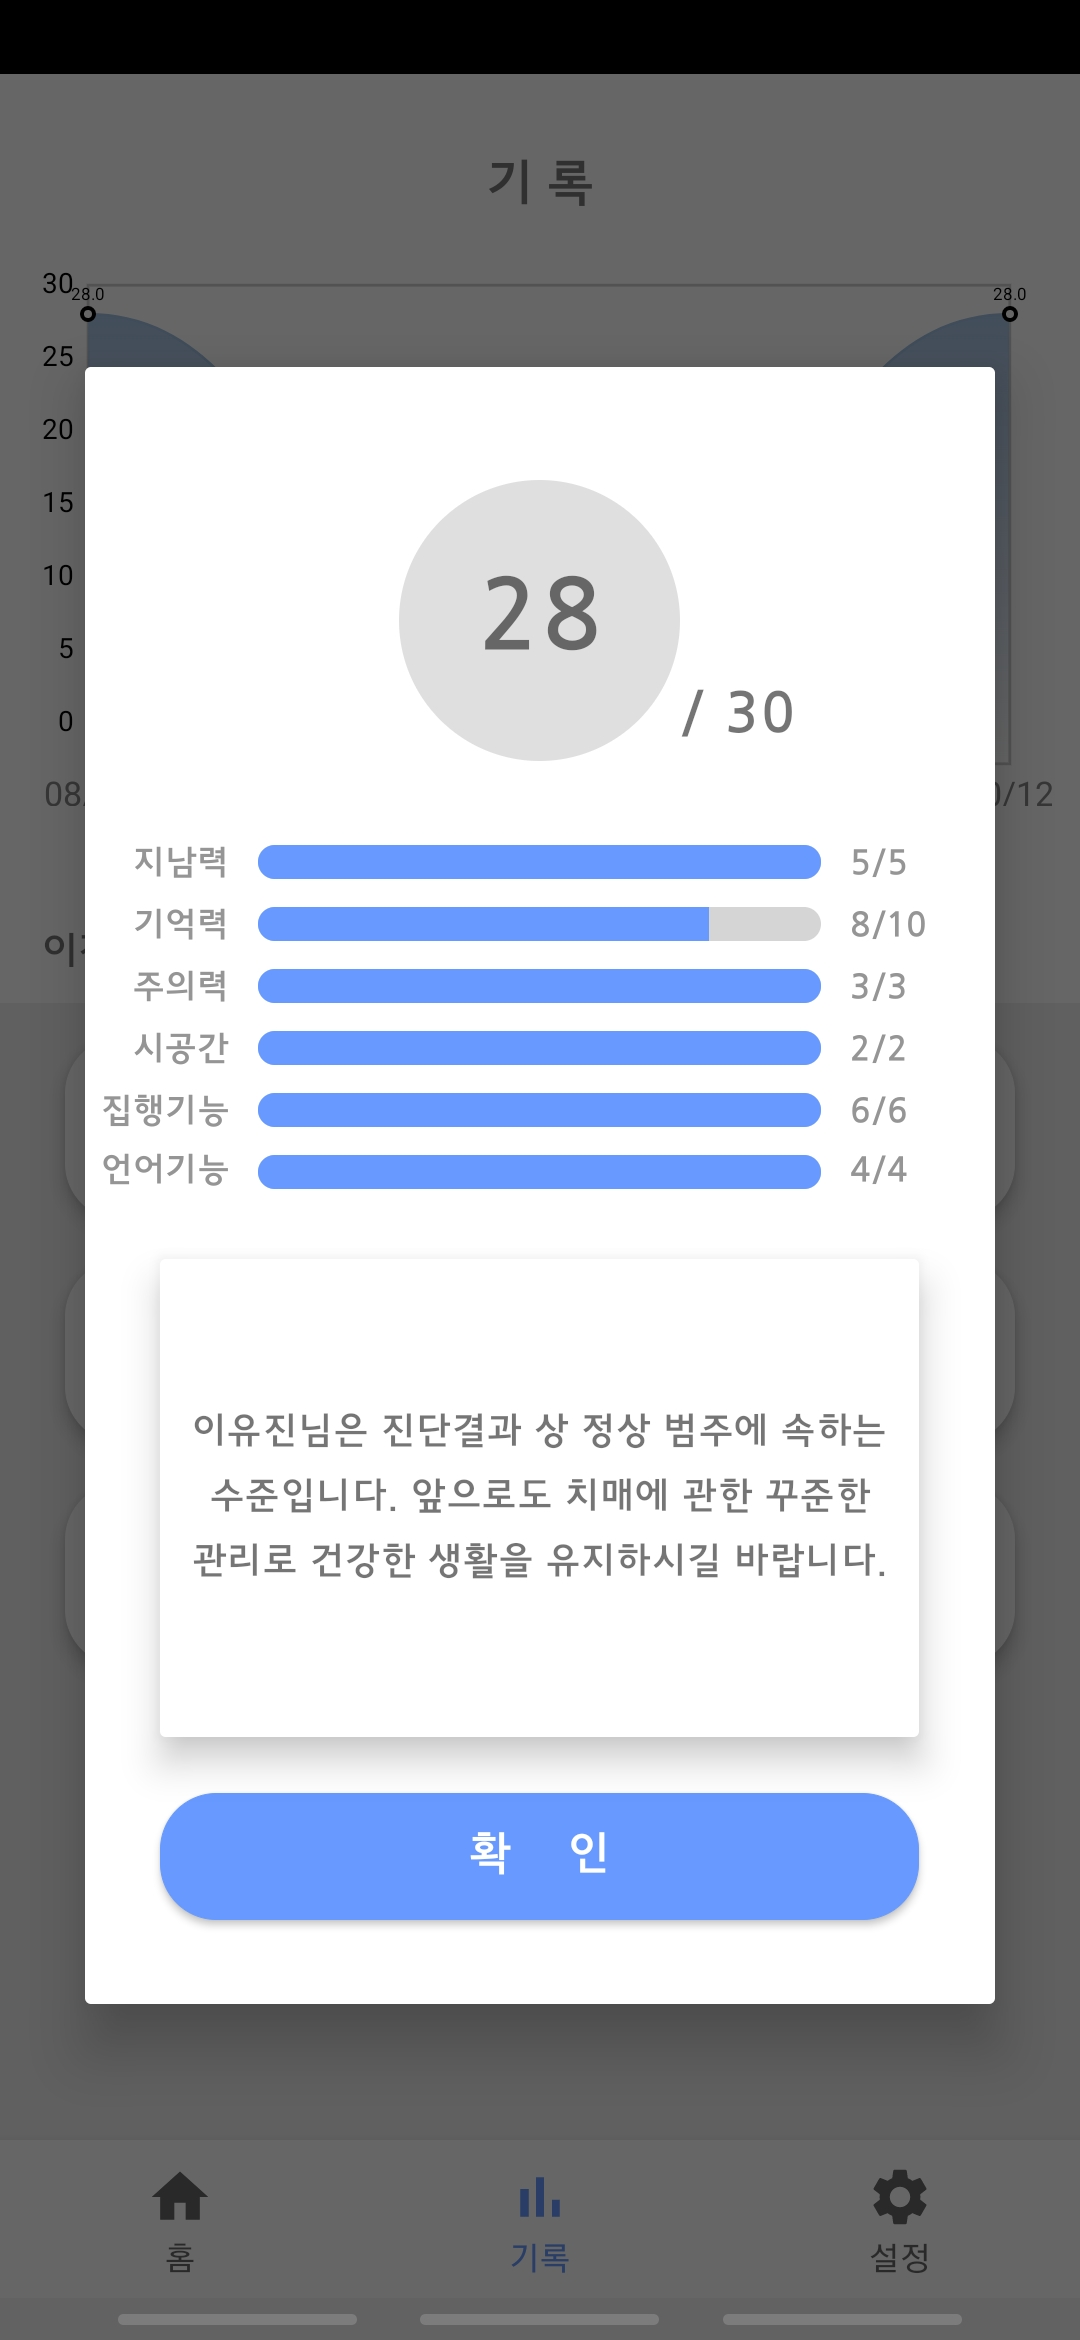 기 록
30
28.0
28.0
25
20
15
10
5
0
28
/ 30
지남력 5/5
기억력 8/10
주의력 3/3
시공간 2/2
집행기능 6/6
언어기능 4/4
이유진님은 진단결과 상 정상 범주에 속하는
수준입니다. 앞으로도 치매에 관한 꾸준한
관리로 건강한 생활을 유지하시길 바랍니다.
확 인
홈
기록
설정